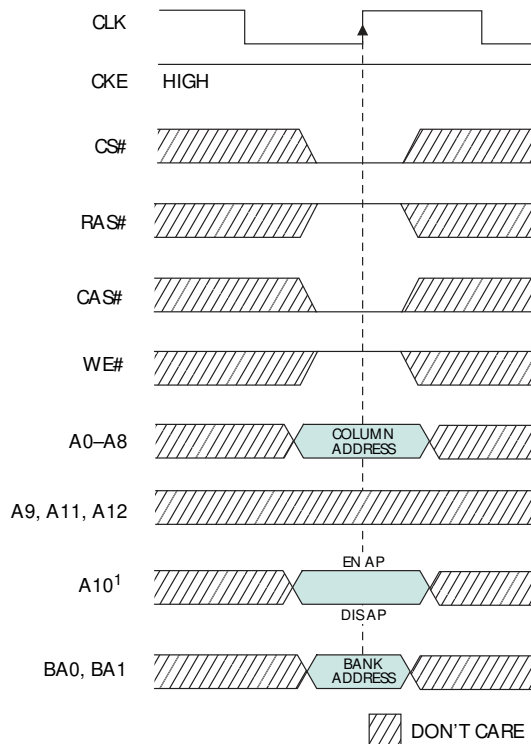 CLK
CKE HIGH
CS#
RAS#
CAS#
WE#
A0–A8 COLUMN
ADDRESS
A9, A11, A12
EN AP
A10¹
DIS AP
BA0, BA1 BANK
ADDRESS
DON'T CARE